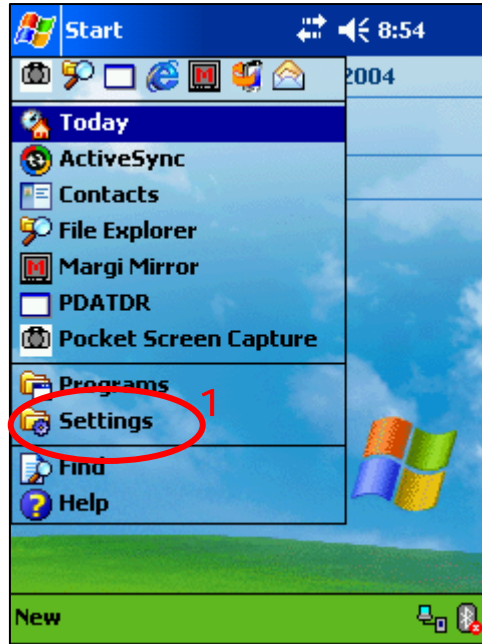 Start 8:54
2004
Today
ActiveSync
Contacts
File Explorer
Margi Mirror
PDATDR
Pocket Screen Capture
Programs
Settings 1
Find
Help
New